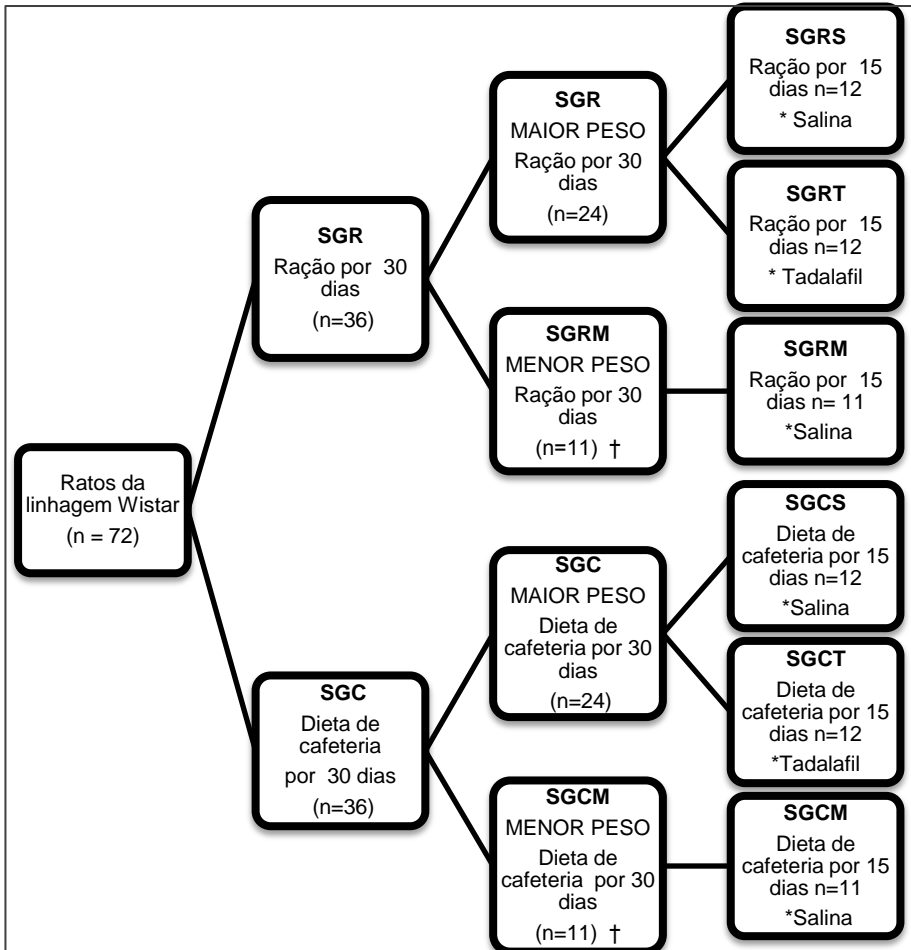 Ratos da
linhagem Wistar
(n = 72)
SGR
Ração por 30
dias
(n=36)
SGC
Dieta de
cafeteria
por 30 dias
(n=36)
SGR
MAIOR PESO
Ração por 30
dias
(n=24)
SGRM
MENOR PESO
Ração por 30
dias
(n=11) †
SGC
MAIOR PESO
Dieta de
cafeteria por 30
dias
(n=24)
SGCM
MENOR PESO
Dieta de
cafeteria por 30
dias
(n=11) †
SGRS
Ração por 15
dias n=12
* Salina
SGRT
Ração por 15
dias n=12
* Tadalafil
SGRM
Ração por 15
dias n= 11
*Salina
SGCS
Dieta de
cafeteria por 15
dias n=12
*Salina
SGCT
Dieta de
cafeteria por 15
dias n=12
*Tadalafil
SGCM
Dieta de
cafeteria por 15
dias n=11
*Salina